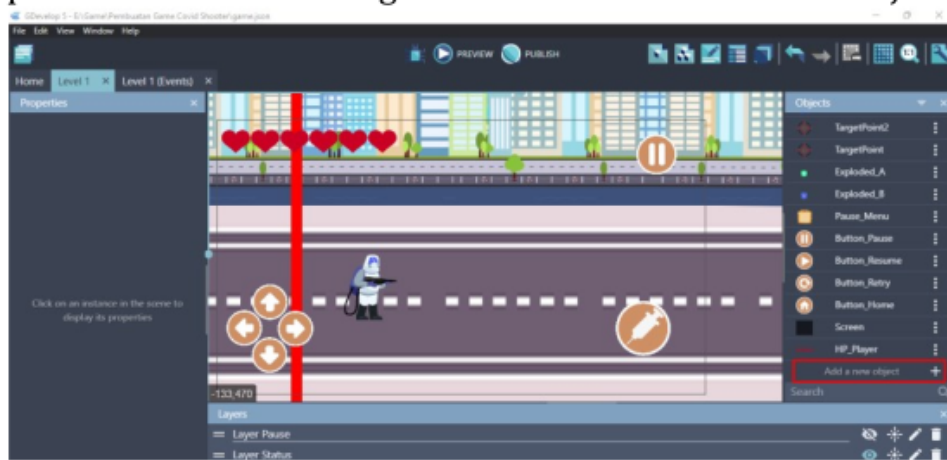 GDevelop 5 - E:\Game\Pembuatan Game Covid Shooter\game.json
File Edit View Window Help
PREVIEW PUBLISH
Home Level 1 × Level 1 (Events) ×
Properties ×
Objects
TargetPoint2
TargetPoint
Exploded_A
Exploded_B
Pause_Menu
Button_Pause
Button_Resume
Button_Retry
Button_Home
Screen
HP_Player
Add a new object +
Search
Click on an instance in the scene to
display its properties
-133,470
Layers
Layer Pause
Layer Status